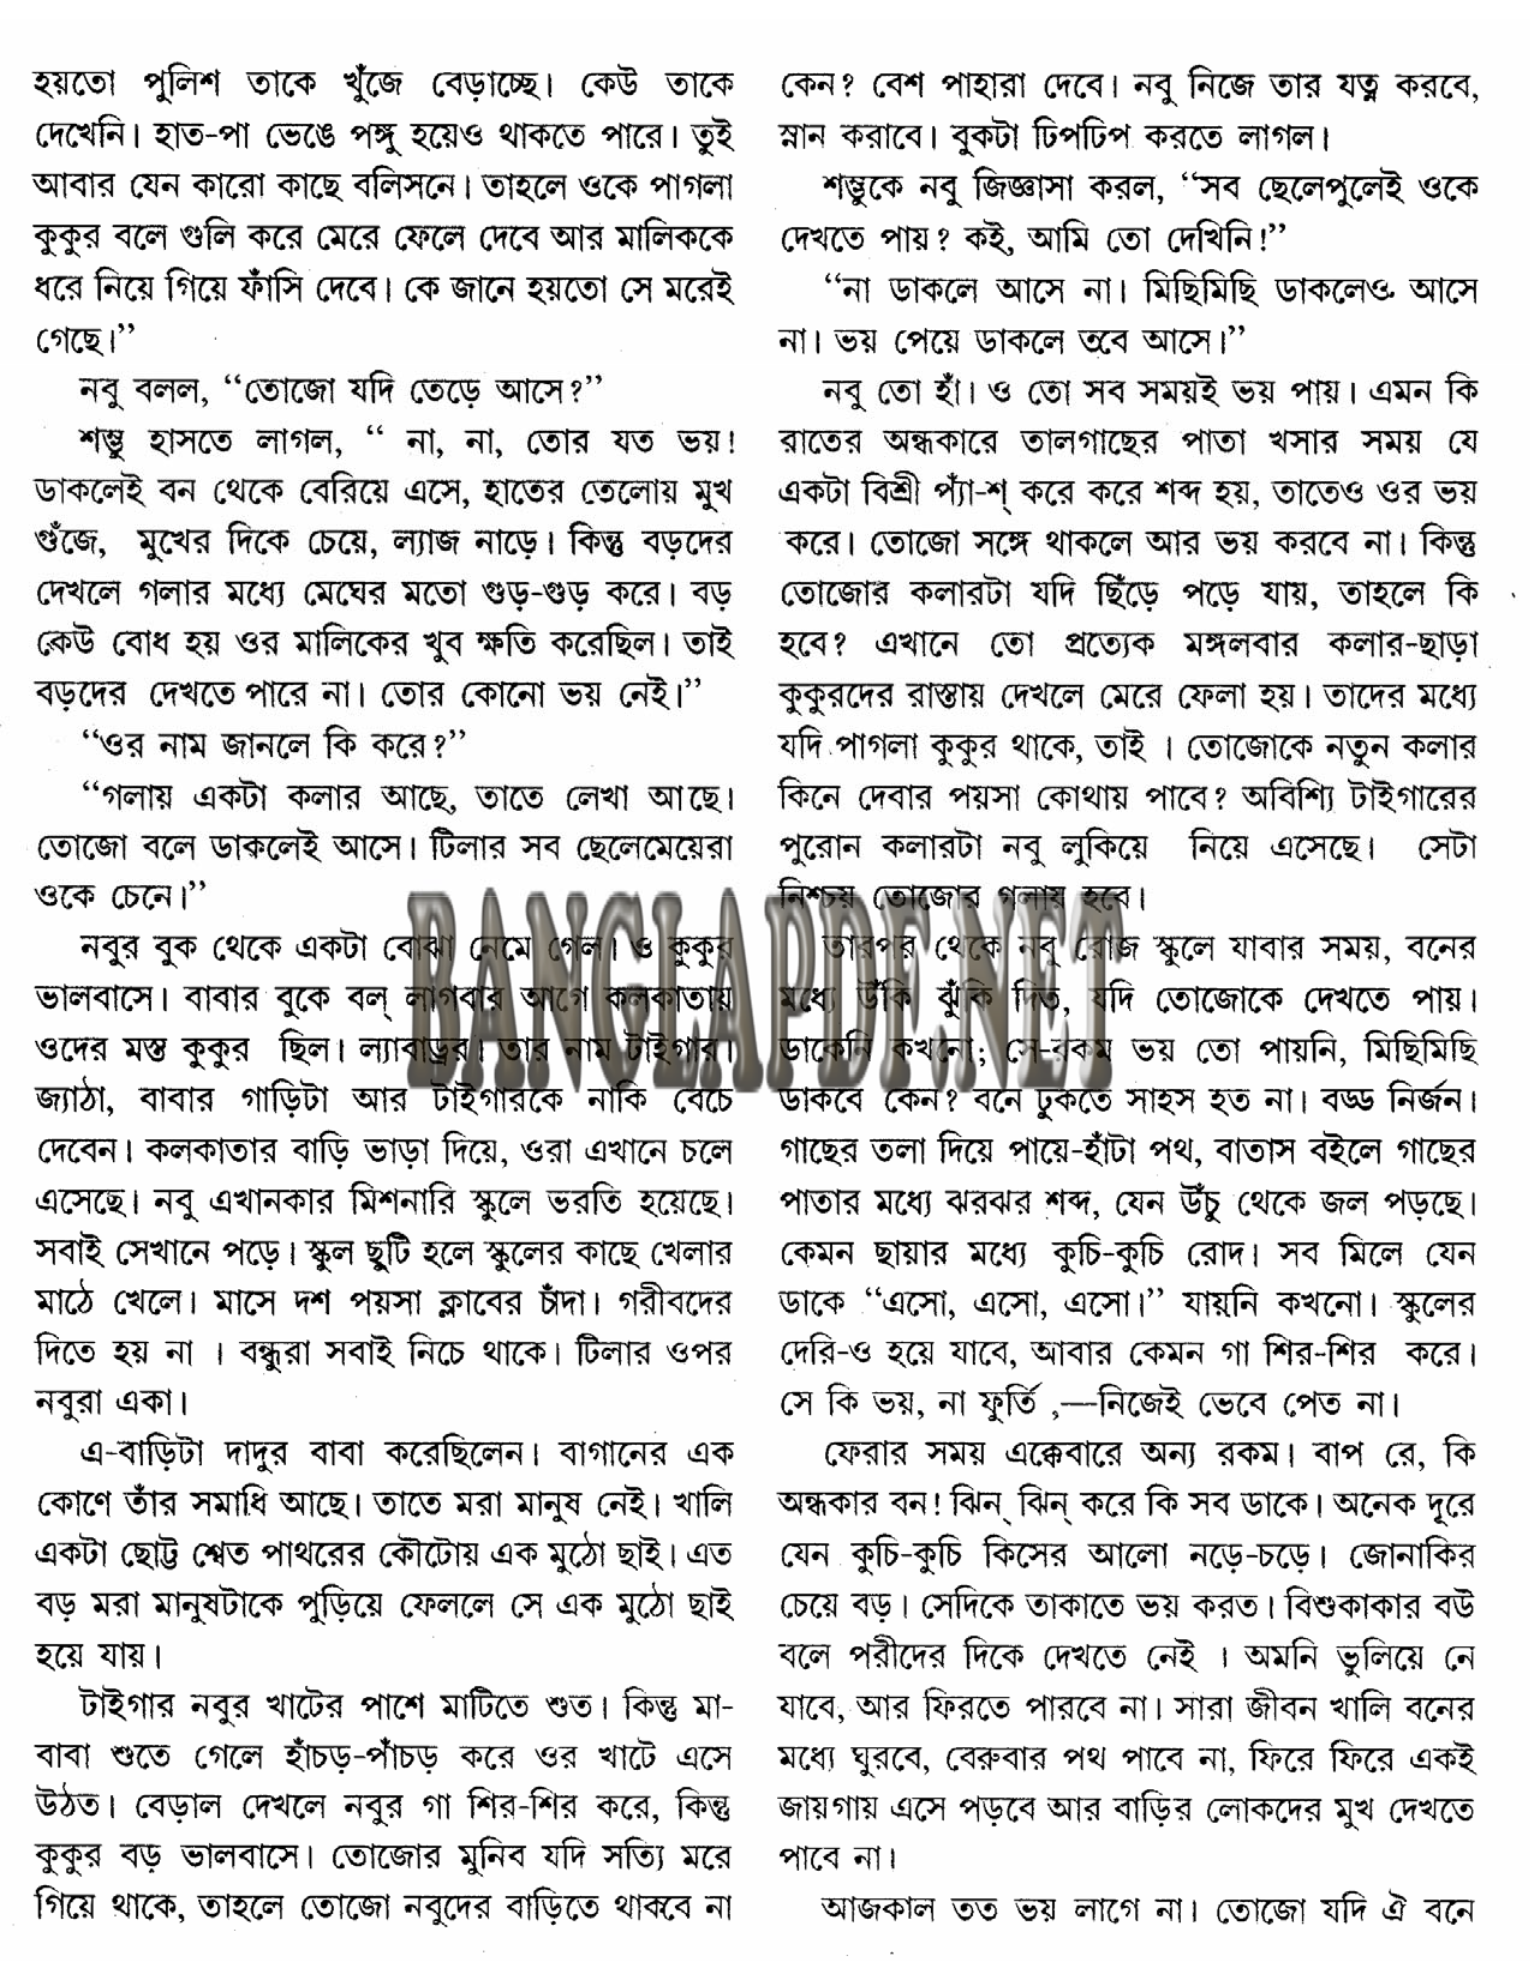 হয়তো পুলিশ তাকে খুঁজে বেড়াচ্ছে। কেউ তাকে
দেখেনি। হাত-পা ভেঙে পঙ্গু হয়েও থাকতে পারে। তুই
আবার যেন কারো কাছে বলিসনে। তাহলে ওকে পাগলা
কুকুর বলে গুলি করে মেরে ফেলে দেবে আর মালিককে
ধরে নিয়ে গিয়ে ফাঁসি দেবে। কে জানে হয়তো সে মরেই
গেছে।”
নবু বলল, “তোজো যদি তেড়ে আসে?”
শম্ভু হাসতে লাগল, “ না, না, তোর যত ভয়!
ডাকলেই বন থেকে বেরিয়ে এসে, হাতের তেলোয় মুখ
গুঁজে, মুখের দিকে চেয়ে, ল্যাজ নাড়ে। কিন্তু বড়দের
দেখলে গলার মধ্যে মেঘের মতো গুড়-গুড় করে। বড়
কেউ বোধ হয় ওর মালিকের খুব ক্ষতি করেছিল। তাই
বড়দের দেখতে পারে না। তোর কোনো ভয় নেই।”
“ওর নাম জানলে কি করে?”
“গলায় একটা কলার আছে, তাতে লেখা আছে।
তোজো বলে ডাকলেই আসে। টিলার সব ছেলেমেয়েরা
ওকে চেনে।”
নবুর বুক থেকে একটা বোঝা নেমে গেল। ও কুকুর
ভালবাসে। বাবার বুকে বল্ লাগবার আগে কলকাতায়
ওদের মস্ত কুকুর ছিল। ল্যাবাড্রর। তার নাম টাইগার।
জ্যাঠা, বাবার গাড়িটা আর টাইগারকে নাকি বেচে
দেবেন। কলকাতার বাড়ি ভাড়া দিয়ে, ওরা এখানে চলে
এসেছে। নবু এখানকার মিশনারি স্কুলে ভরতি হয়েছে।
সবাই সেখানে পড়ে। স্কুল ছুটি হলে স্কুলের কাছে খেলার
মাঠে খেলে। মাসে দশ পয়সা ক্লাবের চাঁদা। গরীবদের
দিতে হয় না । বন্ধুরা সবাই নিচে থাকে। টিলার ওপর
নবুরা একা।
এ-বাড়িটা দাদুর বাবা করেছিলেন। বাগানের এক
কোণে তাঁর সমাধি আছে। তাতে মরা মানুষ নেই। খালি
একটা ছোট্ট শ্বেত পাথরের কৌটোয় এক মুঠো ছাই। এত
বড় মরা মানুষটাকে পুড়িয়ে ফেললে সে এক মুঠো ছাই
হয়ে যায়।
টাইগার নবুর খাটের পাশে মাটিতে শুত। কিন্তু মা-
বাবা শুতে গেলে হাঁচড়-পাঁচড় করে ওর খাটে এসে
উঠত। বেড়াল দেখলে নবুর গা শির-শির করে, কিন্তু
কুকুর বড় ভালবাসে। তোজোর মুনিব যদি সত্যি মরে
গিয়ে থাকে, তাহলে তোজো নবুদের বাড়িতে থাকবে না
কেন? বেশ পাহারা দেবে। নবু নিজে তার যত্ন করবে,
স্নান করাবে। বুকটা ঢিপঢিপ করতে লাগল।
শম্ভুকে নবু জিজ্ঞাসা করল, “সব ছেলেপুলেই ওকে
দেখতে পায়? কই, আমি তো দেখিনি!”
“না ডাকলে আসে না। মিছিমিছি ডাকলেও আসে
না। ভয় পেয়ে ডাকলে তবে আসে।”
নবু তো হাঁ। ও তো সব সময়ই ভয় পায়। এমন কি
রাতের অন্ধকারে তালগাছের পাতা খসার সময় যে
একটা বিশ্রী প্যাঁ-শ্ করে করে শব্দ হয়, তাতেও ওর ভয়
করে। তোজো সঙ্গে থাকলে আর ভয় করবে না। কিন্তু
তোজোর কলারটা যদি ছিঁড়ে পড়ে যায়, তাহলে কি
হবে? এখানে তো প্রত্যেক মঙ্গলবার কলার-ছাড়া
কুকুরদের রাস্তায় দেখলে মেরে ফেলা হয়। তাদের মধ্যে
যদি পাগলা কুকুর থাকে, তাই । তোজোকে নতুন কলার
কিনে দেবার পয়সা কোথায় পাবে? অবিশ্যি টাইগারের
পুরোন কলারটা নবু লুকিয়ে নিয়ে এসেছে। সেটা
নিশ্চয় তোজোর গলায় হবে।
তারপর থেকে নবু রোজ স্কুলে যাবার সময়, বনের
মধ্যে উঁকি ঝুঁকি দিত, যদি তোজোকে দেখতে পায়।
ডাকেনি কখনো; সে-রকম ভয় তো পায়নি, মিছিমিছি
ডাকবে কেন? বনে ঢুকতে সাহস হত না। বড্ড নির্জন।
গাছের তলা দিয়ে পায়ে-হাঁটা পথ, বাতাস বইলে গাছের
পাতার মধ্যে ঝরঝর শব্দ, যেন উঁচু থেকে জল পড়ছে।
কেমন ছায়ার মধ্যে কুচি-কুচি রোদ। সব মিলে যেন
ডাকে “এসো, এসো, এসো।” যায়নি কখনো। স্কুলের
দেরি-ও হয়ে যাবে, আবার কেমন গা শির-শির করে।
সে কি ভয়, না ফুর্তি ,—নিজেই ভেবে পেত না।
ফেরার সময় এক্কেবারে অন্য রকম। বাপ রে, কি
অন্ধকার বন! ঝিন্ ঝিন্ করে কি সব ডাকে। অনেক দূরে
যেন কুচি-কুচি কিসের আলো নড়ে-চড়ে। জোনাকির
চেয়ে বড়। সেদিকে তাকাতে ভয় করত। বিশুকাকার বউ
বলে পরীদের দিকে দেখতে নেই । অমনি ভুলিয়ে নে
যাবে, আর ফিরতে পারবে না। সারা জীবন খালি বনের
মধ্যে ঘুরবে, বেরুবার পথ পাবে না, ফিরে ফিরে একই
জায়গায় এসে পড়বে আর বাড়ির লোকদের মুখ দেখতে
পাবে না।
আজকাল তত ভয় লাগে না। তোজো যদি ঐ বনে
BANGLAPDF.NET